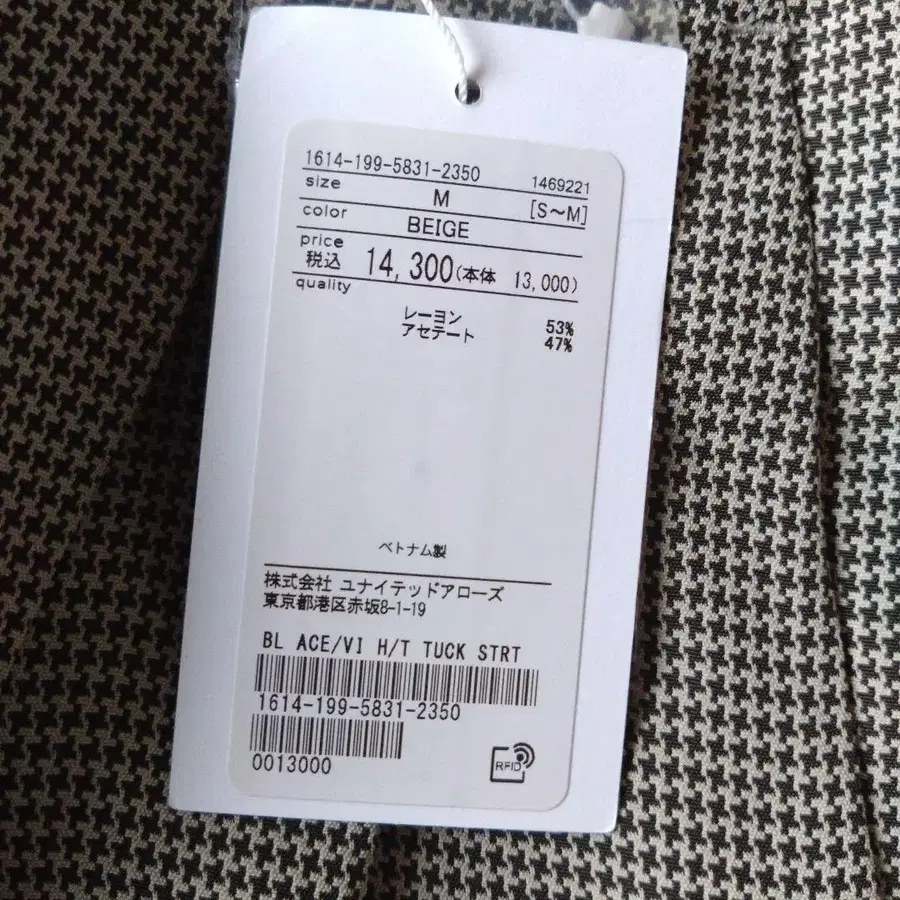 1614-199-5831-2350 1469221
size M [S～M]
color BEIGE
price
税込 14,300(本体 13,000)
quality
レーヨン 53%
アセテート 47%
ベトナム製
株式会社 ユナイテッドアローズ
東京都港区赤坂8-1-19
BL ACE/VI H/T TUCK STRT
1614-199-5831-2350
0013000
RFID